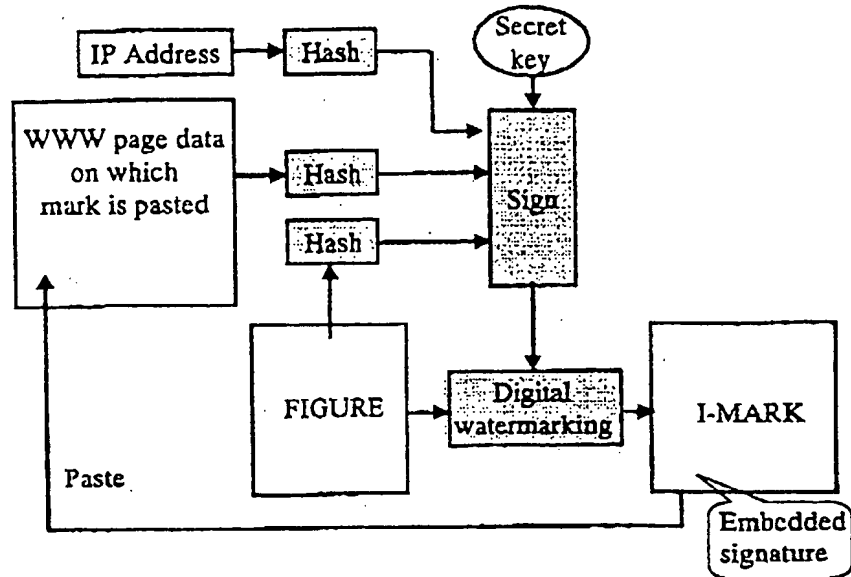 IP Address
Hash
Secret
key
WWW page data
on which
mark is pasted
Hash
Sign
Hash
FIGURE
Digital
watermarking
I-MARK
Paste
Embedded
signature